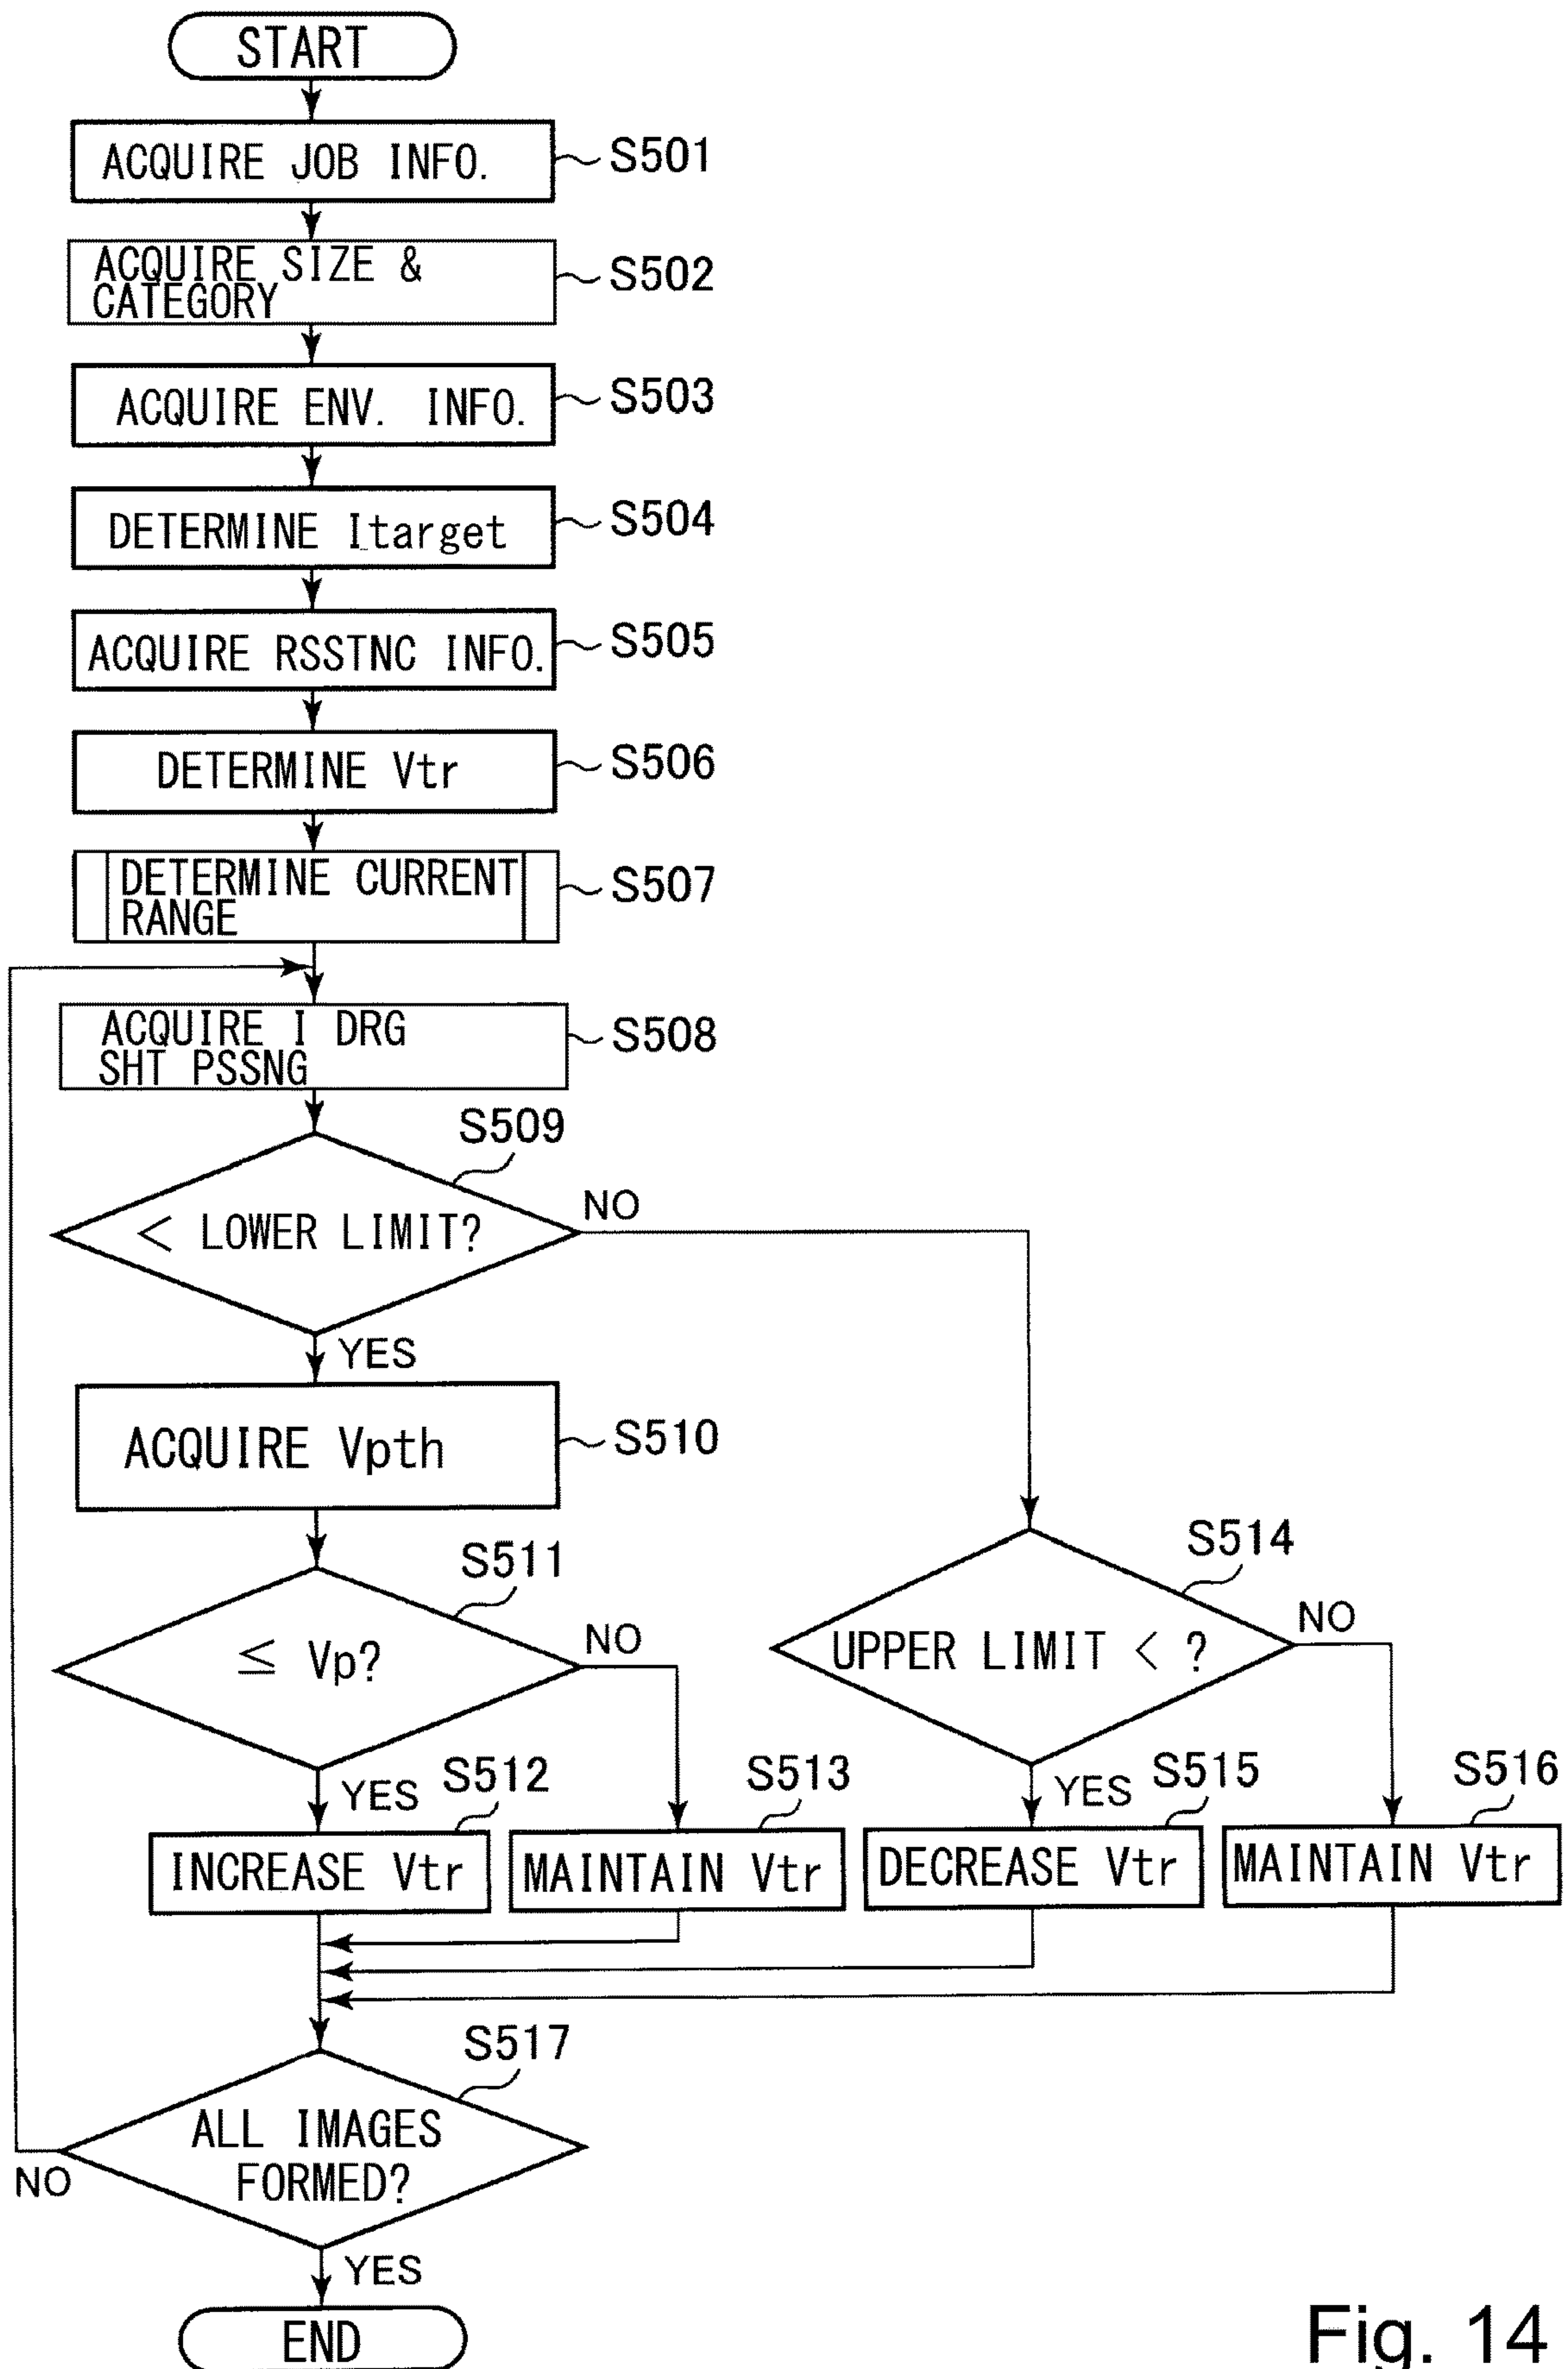 START
ACQUIRE JOB INFO.
S501
ACQUIRE SIZE &
CATEGORY
S502
ACQUIRE ENV. INFO.
S503
DETERMINE Itarget
S504
ACQUIRE RSSTNC INFO.
S505
DETERMINE Vtr
S506
DETERMINE CURRENT
RANGE
S507
ACQUIRE I DRG
SHT PSSNG
S508
S509
< LOWER LIMIT?
NO
YES
ACQUIRE Vpth
S510
S511
≦ Vp?
NO
YES
S514
UPPER LIMIT < ?
NO
YES
S512
INCREASE Vtr
S513
MAINTAIN Vtr
S515
DECREASE Vtr
S516
MAINTAIN Vtr
S517
ALL IMAGES
FORMED?
NO
YES
END
Fig. 14